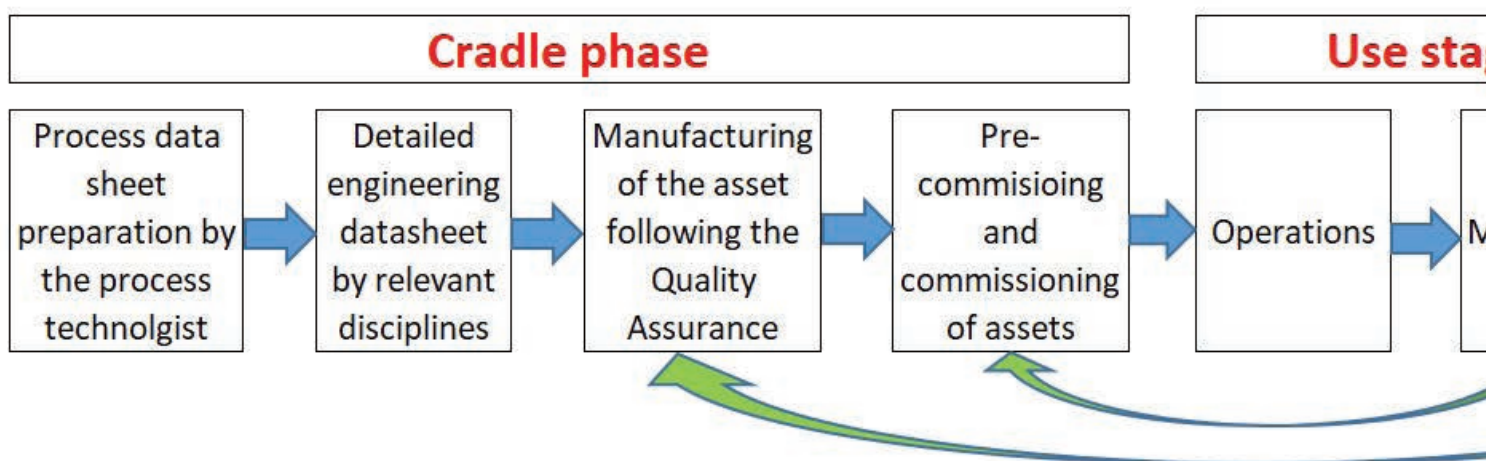 Cradle phase
Use sta
Process data
sheet
preparation by
the process
technolgist
Detailed
engineering
datasheet
by relevant
disciplines
Manufacturing
of the asset
following the
Quality
Assurance
Pre-
commisioing
and
commissioning
of assets
Operations
M